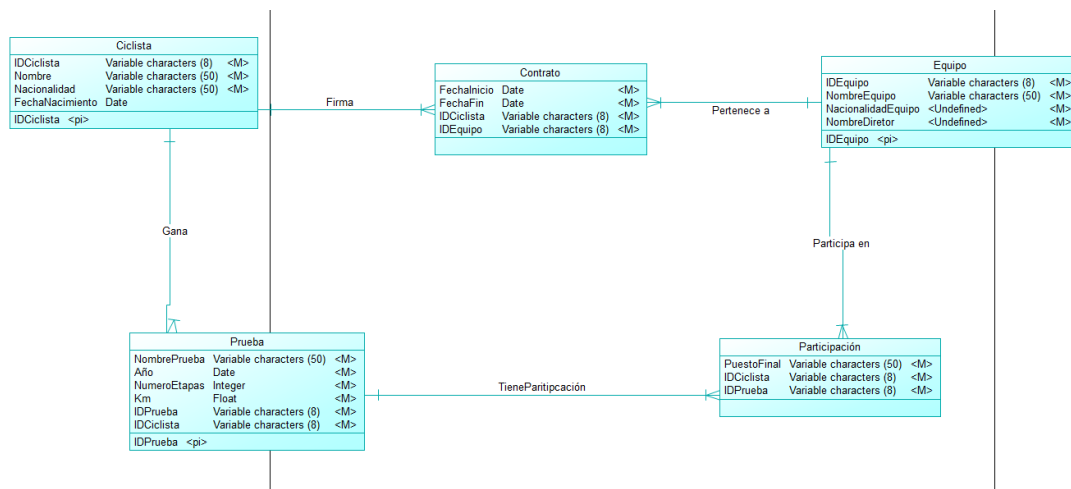 Ciclista
IDCiclista Variable characters (8) <M>
Nombre Variable characters (50) <M>
Nacionalidad Variable characters (50) <M>
FechaNacimiento Date
IDCiclista <pi>
Firma
Contrato
FechaInicio Date <M>
FechaFin Date <M>
IDCiclista Variable characters (8) <M>
IDEquipo Variable characters (8) <M>
Pertenece a
Equipo
IDEquipo Variable characters (8) <M>
NombreEquipo Variable characters (50) <M>
NacionalidadEquipo <Undefined> <M>
NombreDiretor <Undefined> <M>
IDEquipo <pi>
Gana
Participa en
Prueba
NombrePrueba Variable characters (50) <M>
Año Date <M>
NumeroEtapas Integer <M>
Km Float <M>
IDPrueba Variable characters (8) <M>
IDCiclista Variable characters (8) <M>
IDPrueba <pi>
TieneParitipcación
Participación
PuestoFinal Variable characters (50) <M>
IDCiclista Variable characters (8) <M>
IDPrueba Variable characters (8) <M>